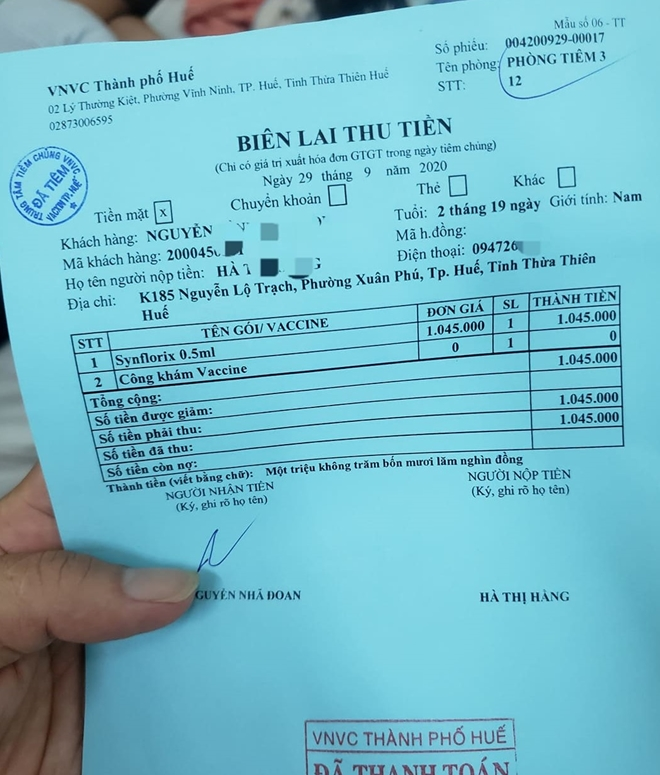 Mẫu số 06 - TT
VNVC Thành phố Huế
02 Lý Thường Kiệt, Phường Vĩnh Ninh, TP. Huế, Tỉnh Thừa Thiên Huế
02873006595
Số phiếu: 004200929-00017
Tên phòng: PHÒNG TIÊM 3
STT: 12
TRUNG TÂM TIÊM CHỦNG VNVC
ĐÃ TIÊM
VACCIN TP. HUẾ
BIÊN LAI THU TIỀN
(Chỉ có giá trị xuất hóa đơn GTGT trong ngày tiêm chủng)
Ngày 29 tháng 9 năm 2020
Tiền mặt x Chuyển khoản Thẻ Khác
Khách hàng: NGUYỄN Tuổi: 2 tháng 19 ngày Giới tính: Nam
Mã khách hàng: 200045 Mã h.đồng:
Họ tên người nộp tiền: HÀ Điện thoại: 094726
Địa chỉ: K185 Nguyễn Lộ Trạch, Phường Xuân Phú, Tp. Huế, Tỉnh Thừa Thiên
Huế
STT TÊN GÓI/ VACCINE ĐƠN GIÁ SL THÀNH TIỀN
1 Synflorix 0.5ml 1.045.000 1 1.045.000
2 Công khám Vaccine 0 1 0
Tổng cộng: 1.045.000
Số tiền được giảm:
Số tiền phải thu: 1.045.000
Số tiền đã thu: 1.045.000
Số tiền còn nợ:
Thành tiền (viết bằng chữ): Một triệu không trăm bốn mươi lăm nghìn đồng
NGƯỜI NHẬN TIỀN NGƯỜI NỘP TIỀN
(Ký, ghi rõ họ tên) (Ký, ghi rõ họ tên)
GUYỄN NHÃ ĐOAN HÀ THỊ HẰNG
VNVC THÀNH PHỐ HUẾ
ĐÃ THANH TOÁN